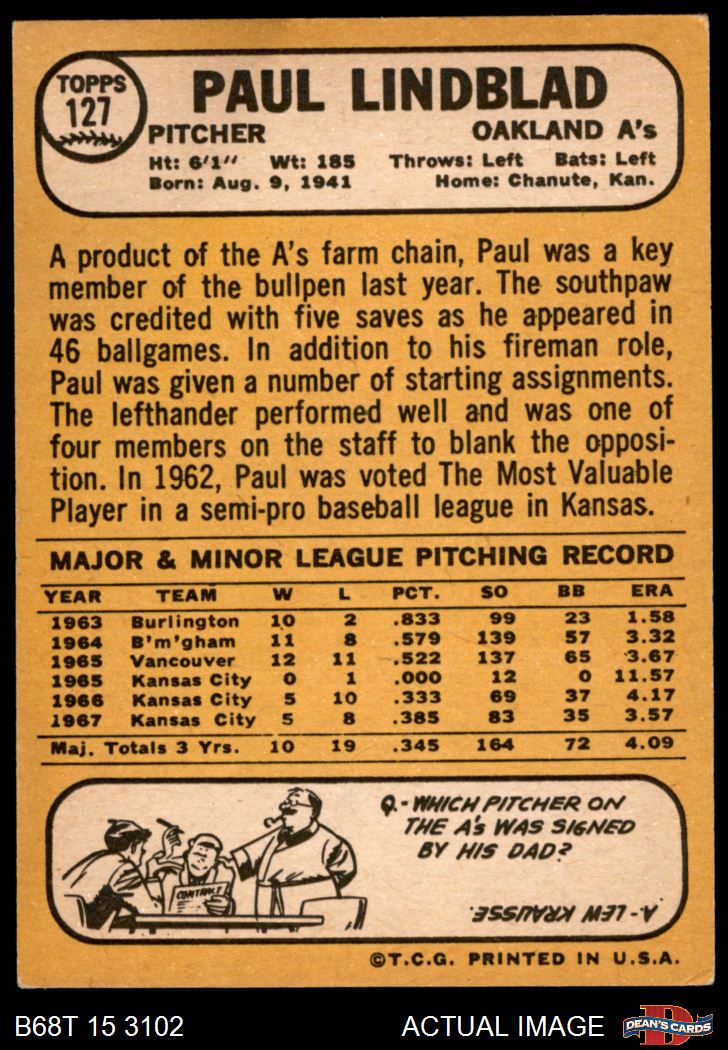 TOPPS
127
PAUL LINDBLAD
PITCHER OAKLAND A's
Ht: 6'1" Wt: 185 Throws: Left Bats: Left
Born: Aug. 9, 1941 Home: Chanute, Kan.
A product of the A's farm chain, Paul was a key
member of the bullpen last year. The southpaw
was credited with five saves as he appeared in
46 ballgames. In addition to his fireman role,
Paul was given a number of starting assignments.
The lefthander performed well and was one of
four members on the staff to blank the opposi-
tion. In 1962, Paul was voted The Most Valuable
Player in a semi-pro baseball league in Kansas.
MAJOR & MINOR LEAGUE PITCHING RECORD
YEAR TEAM W L PCT. SO BB ERA
1963 Burlington 10 2 .833 99 23 1.58
1964 B'm'gham 11 8 .579 139 57 3.32
1965 Vancouver 12 11 .522 137 65 3.67
1965 Kansas City 0 1 .000 12 0 11.57
1966 Kansas City 5 10 .333 69 37 4.17
1967 Kansas City 5 8 .385 83 35 3.57
Maj. Totals 3 Yrs. 10 19 .345 164 72 4.09
Q.- WHICH PITCHER ON
THE A's WAS SIGNED
BY HIS DAD?
CONTRACT
A- LEW KRAUSSE.
©T.C.G. PRINTED IN U.S.A.
B68T 15 3102 ACTUAL IMAGE
D
DEAN'S CARDS